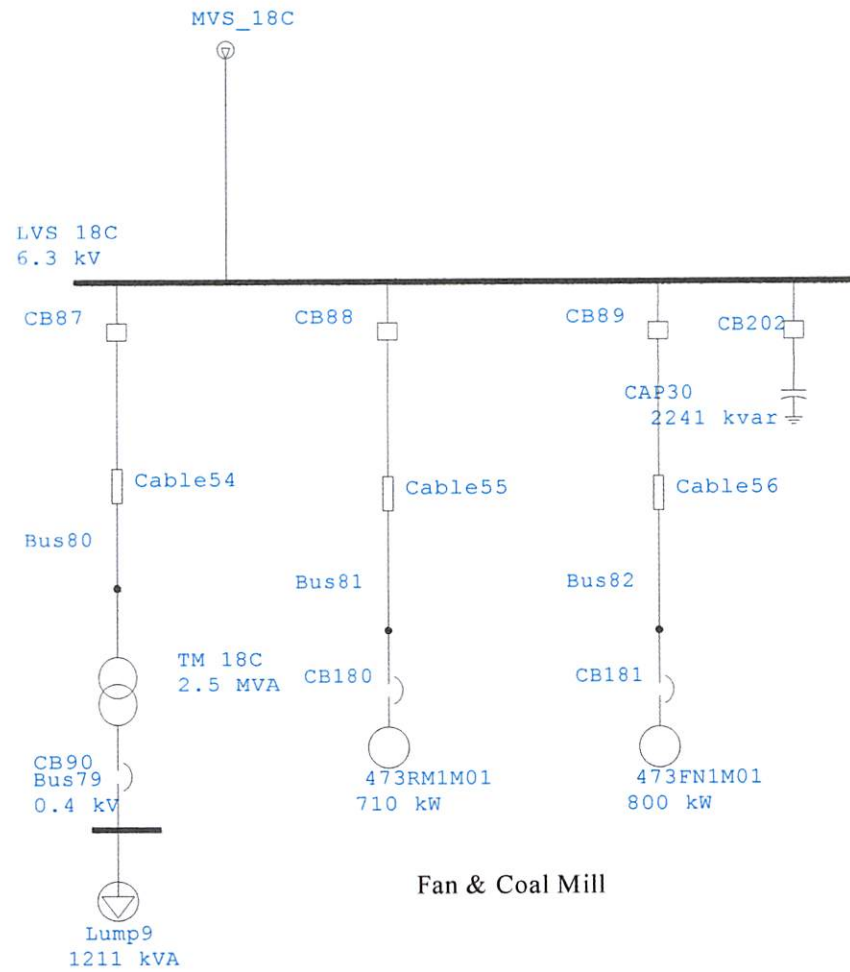 MVS_18C
LVS 18C
6.3 kV
CB87
CB88
CB89
CB202
CAP30
2241 kvar
Cable54
Cable55
Cable56
Bus80
Bus81
Bus82
TM 18C
2.5 MVA
CB180
CB181
CB90
Bus79
0.4 kV
473RM1M01
710 kW
473FN1M01
800 kW
Fan & Coal Mill
Lump9
1211 kVA